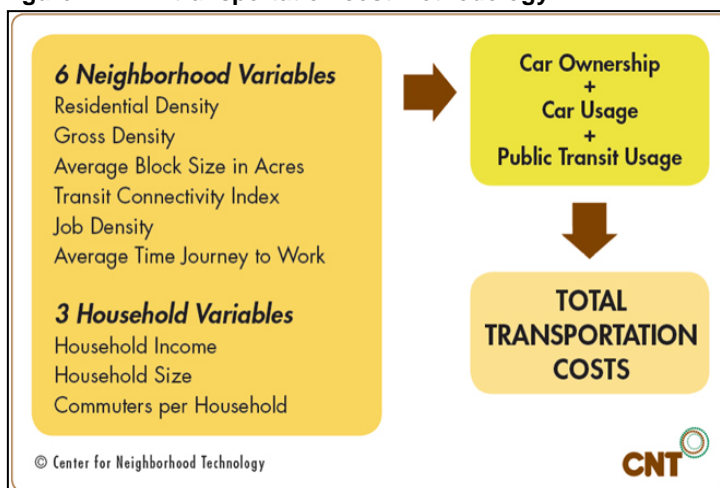 6 Neighborhood Variables
Residential Density
Gross Density
Average Block Size in Acres
Transit Connectivity Index
Job Density
Average Time Journey to Work
3 Household Variables
Household Income
Household Size
Commuters per Household
Car Ownership
+
Car Usage
+
Public Transit Usage
TOTAL
TRANSPORTATION
COSTS
© Center for Neighborhood Technology
CNT